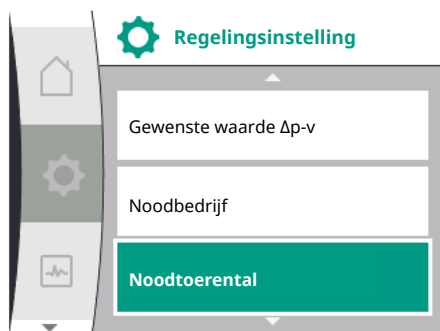 Regelingsinstelling
Gewenste waarde Δp-v
Noodbedrijf
Noodtoerental